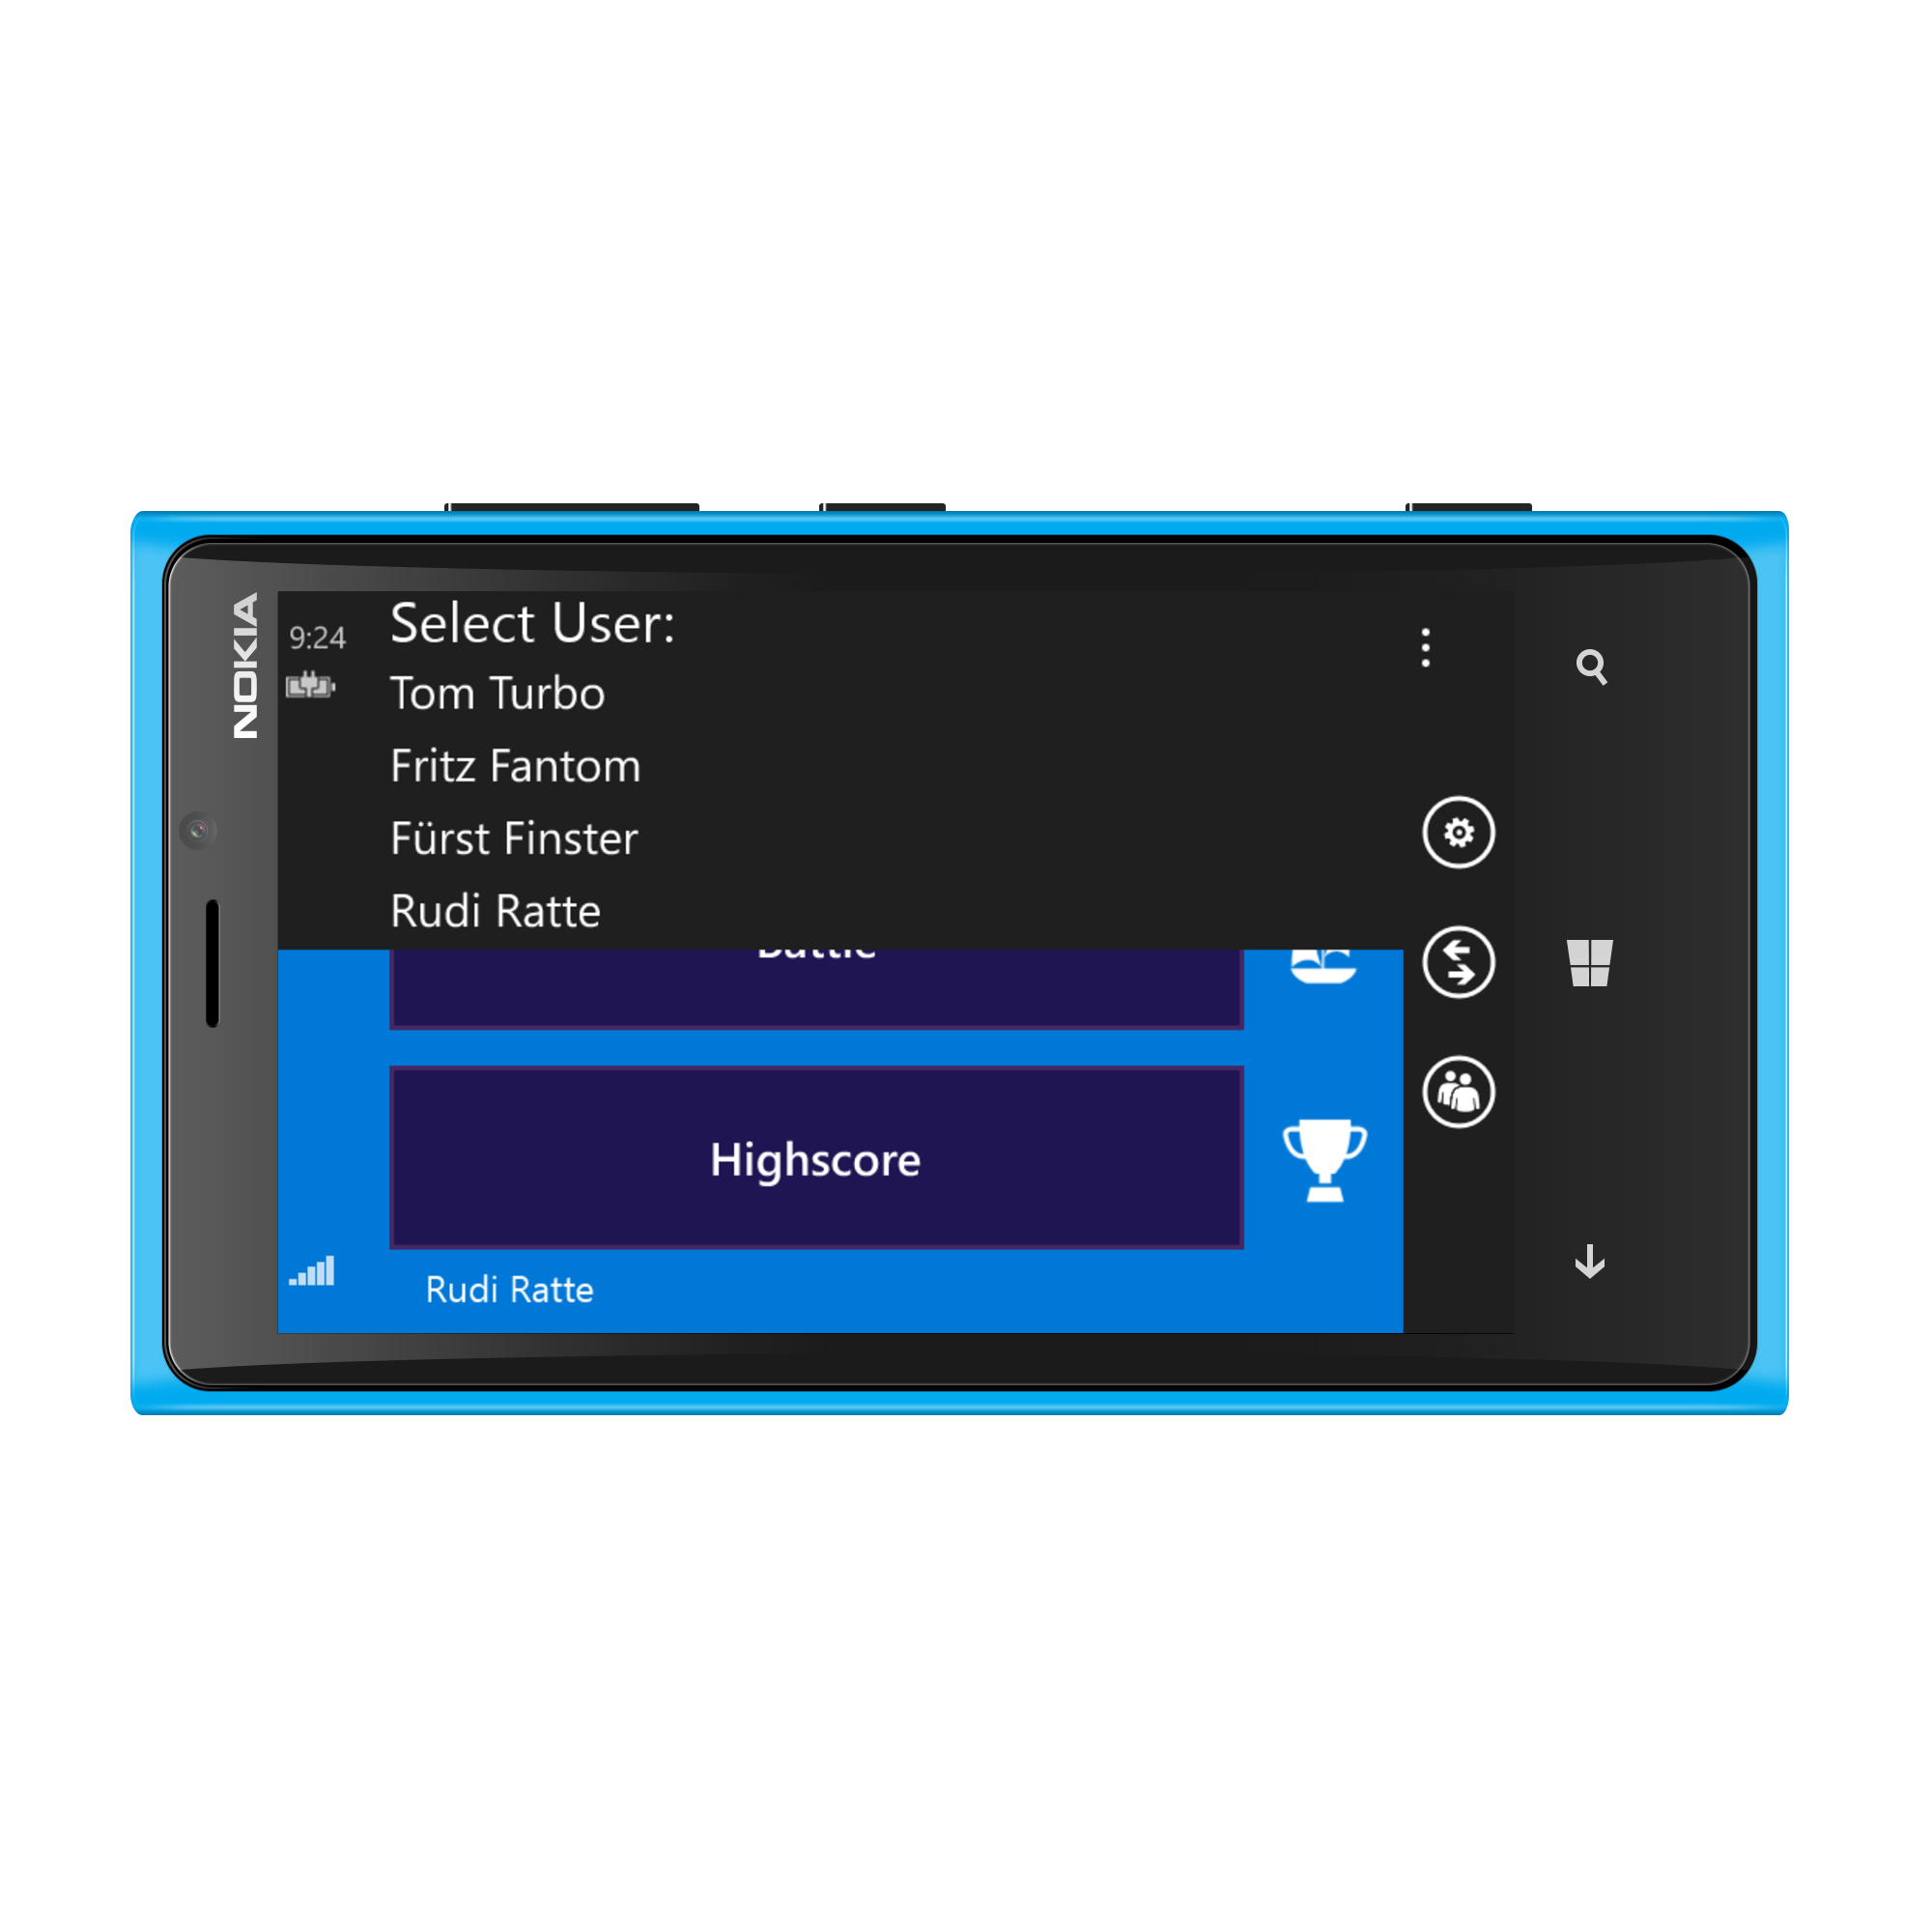 NOKIA
9:24
Select User:
Tom Turbo
Fritz Fantom
Fürst Finster
Rudi Ratte
Highscore
Rudi Ratte